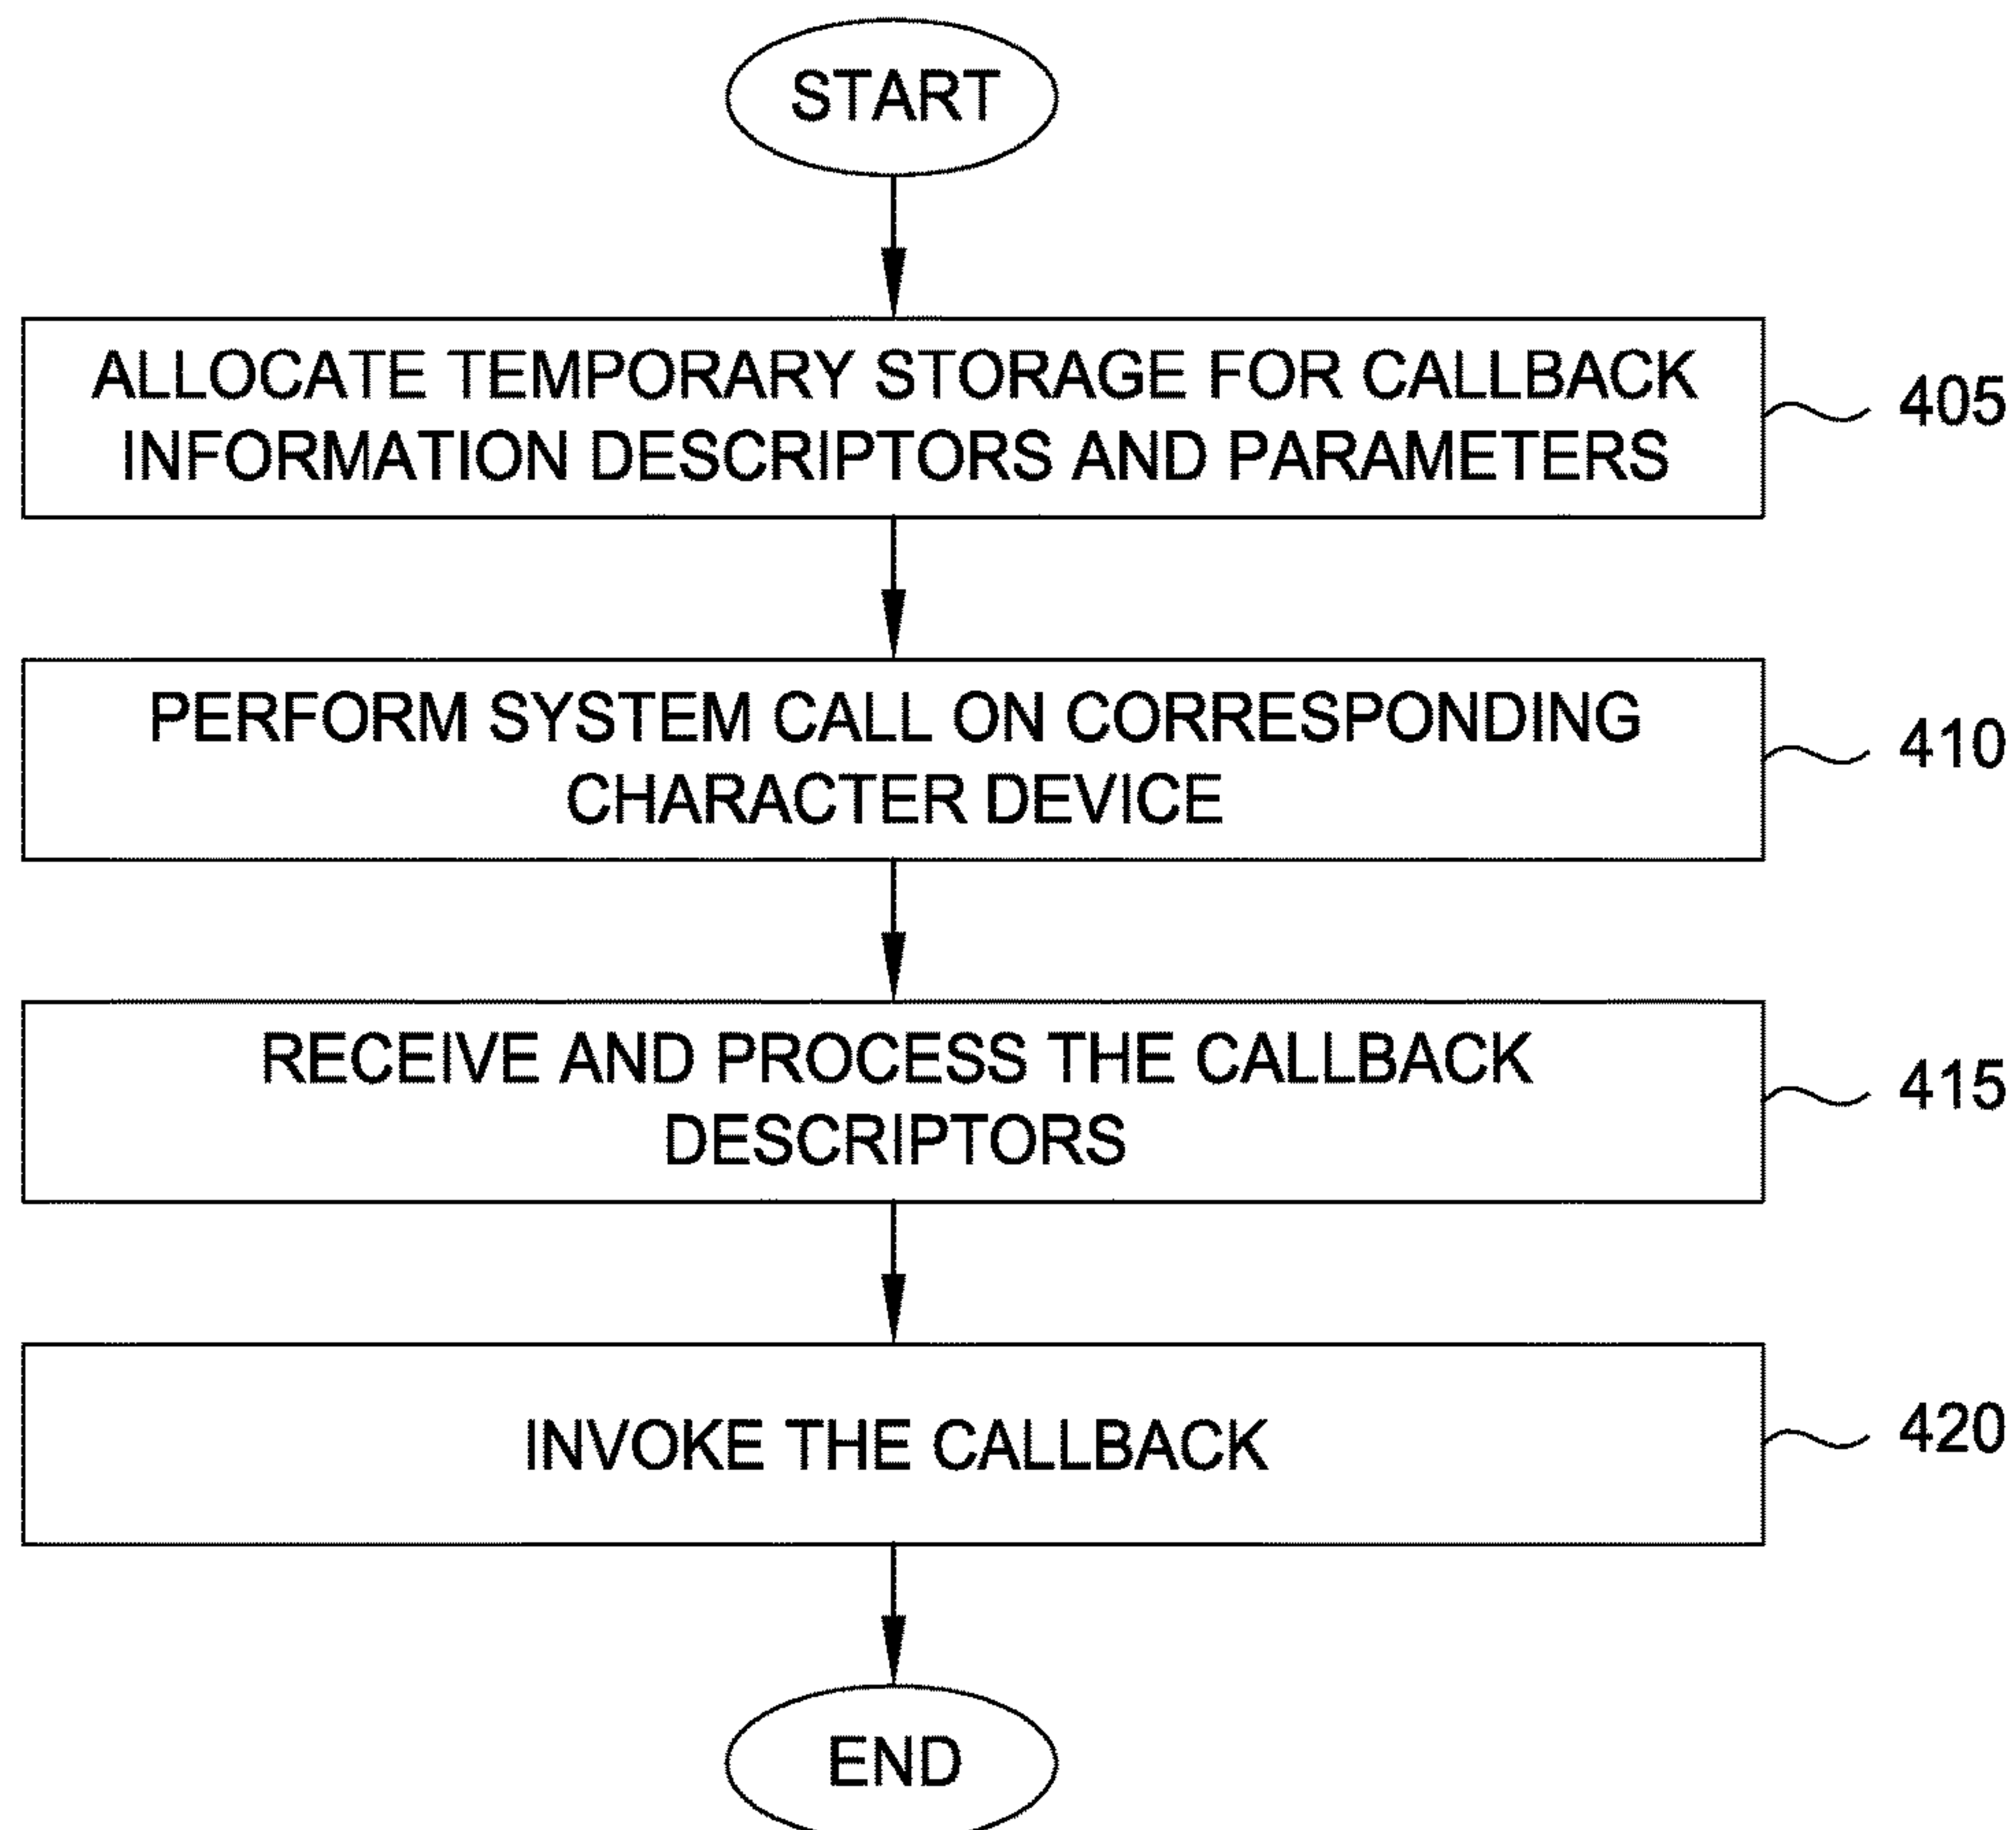 START
ALLOCATE TEMPORARY STORAGE FOR CALLBACK
INFORMATION DESCRIPTORS AND PARAMETERS
405
PERFORM SYSTEM CALL ON CORRESPONDING
CHARACTER DEVICE
410
RECEIVE AND PROCESS THE CALLBACK
DESCRIPTORS
415
INVOKE THE CALLBACK
420
END